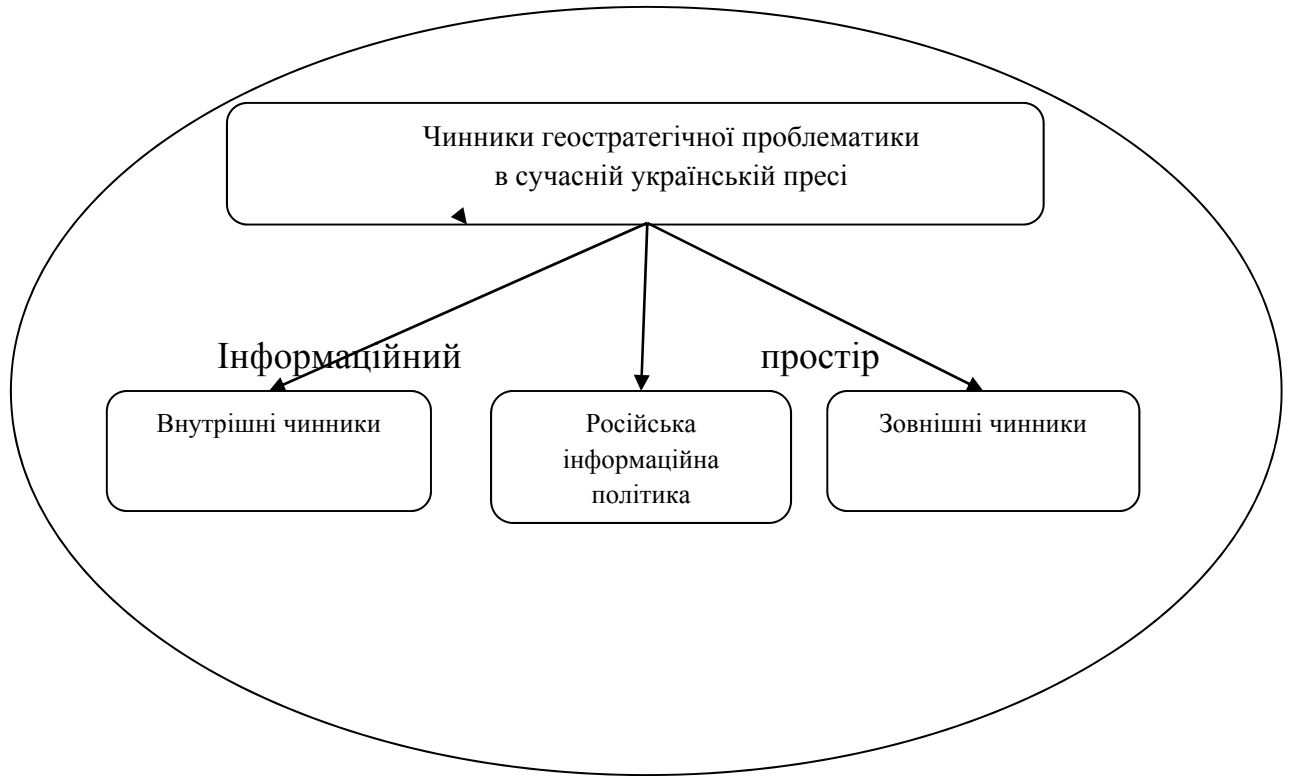 Чинники геостратегічної проблематики
в сучасній українській пресі
Інформаційний простір
Внутрішні чинники
Російська
інформаційна
політика
Зовнішні чинники